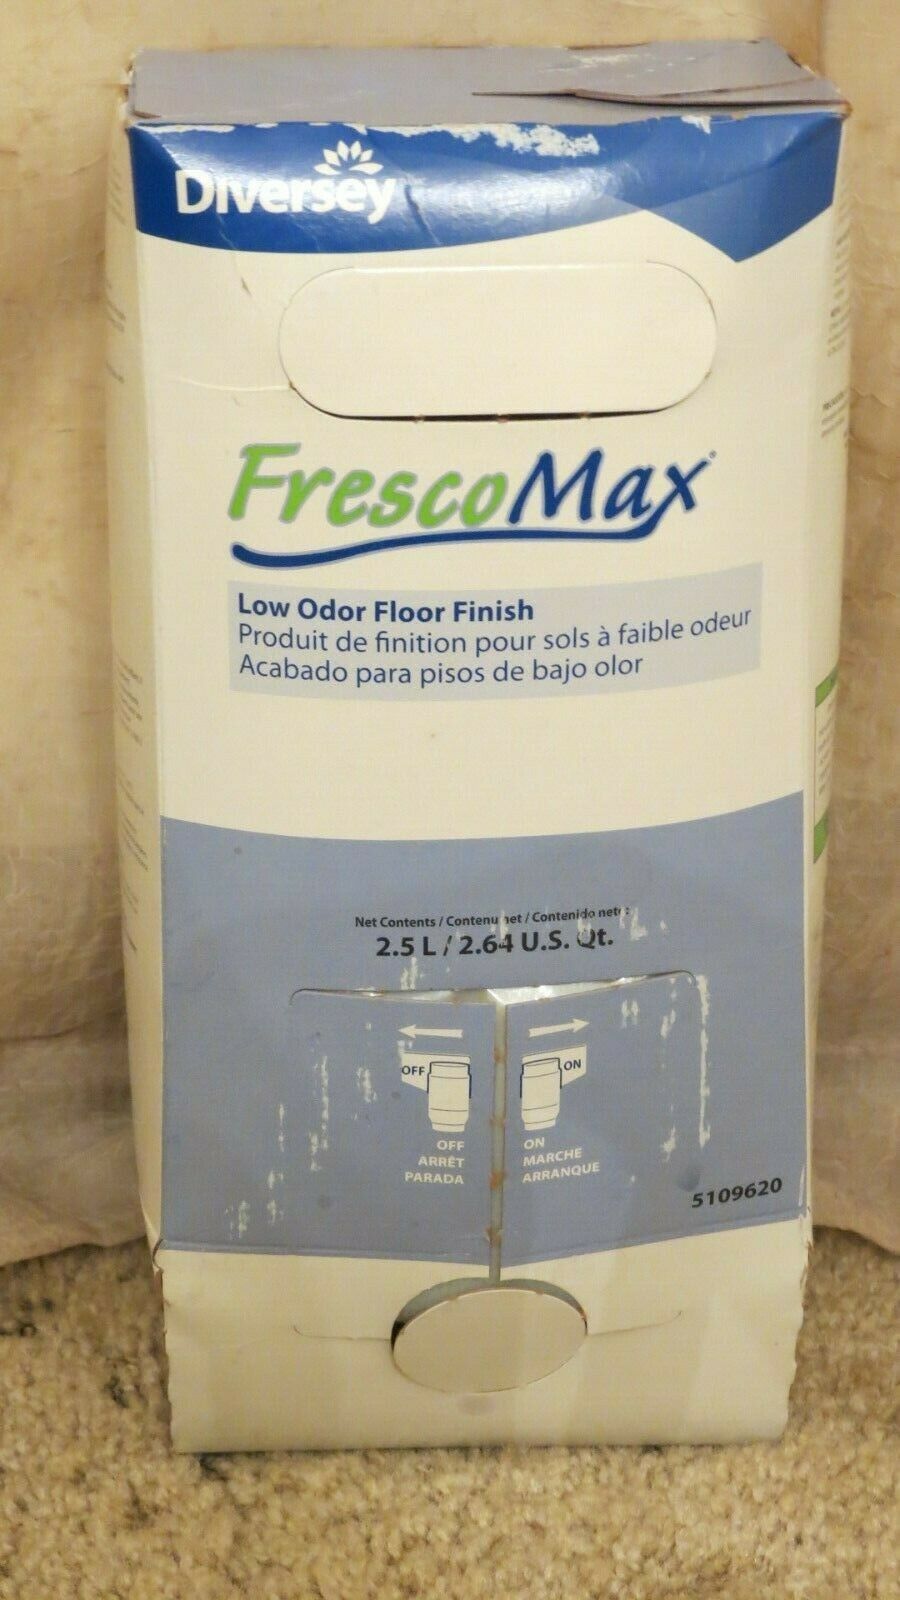 Diversey
FrescoMax®
Low Odor Floor Finish
Produit de finition pour sols à faible odeur
Acabado para pisos de bajo olor
Net Contents / Contenu net / Contenido neto:
2.5 L / 2.64 U.S. Qt.
OFF
ON
OFF
ARRÊT
PARADA
ON
MARCHE
ARRANQUE
5109620